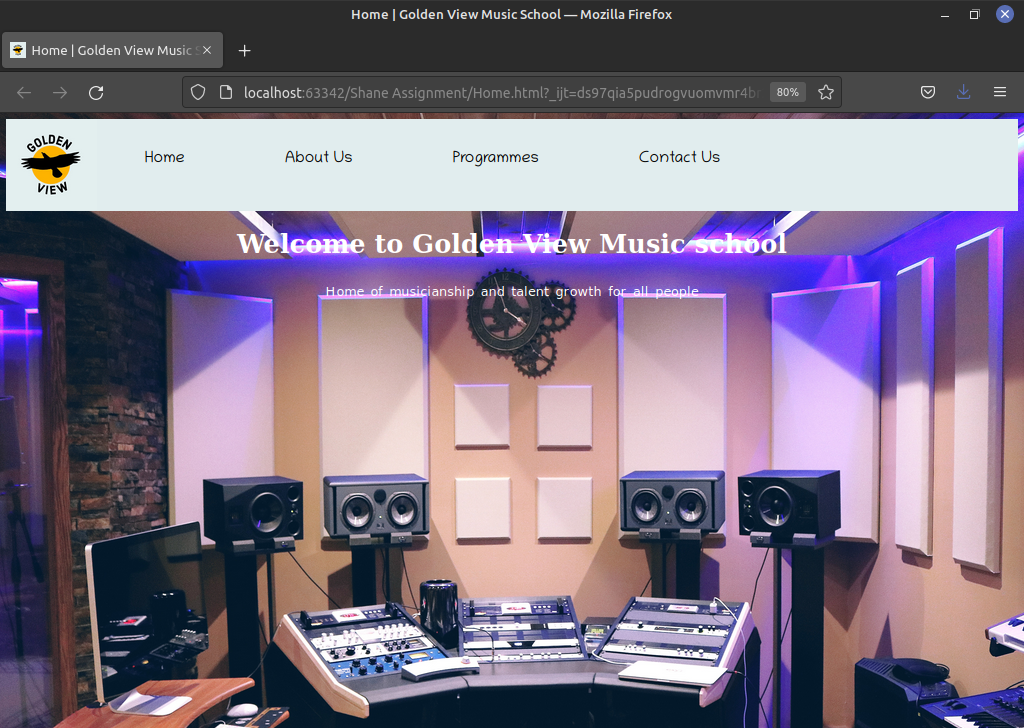 Home | Golden View Music School — Mozilla Firefox
Home | Golden View Music S
localhost:63342/Shane Assignment/Home.html?_ijt=ds97qia5pudrogvuomvmr4br
80%
GOLDEN
VIEW
Home
About Us
Programmes
Contact Us
Welcome to Golden View Music school
Home of musicianship and talent growth for all people